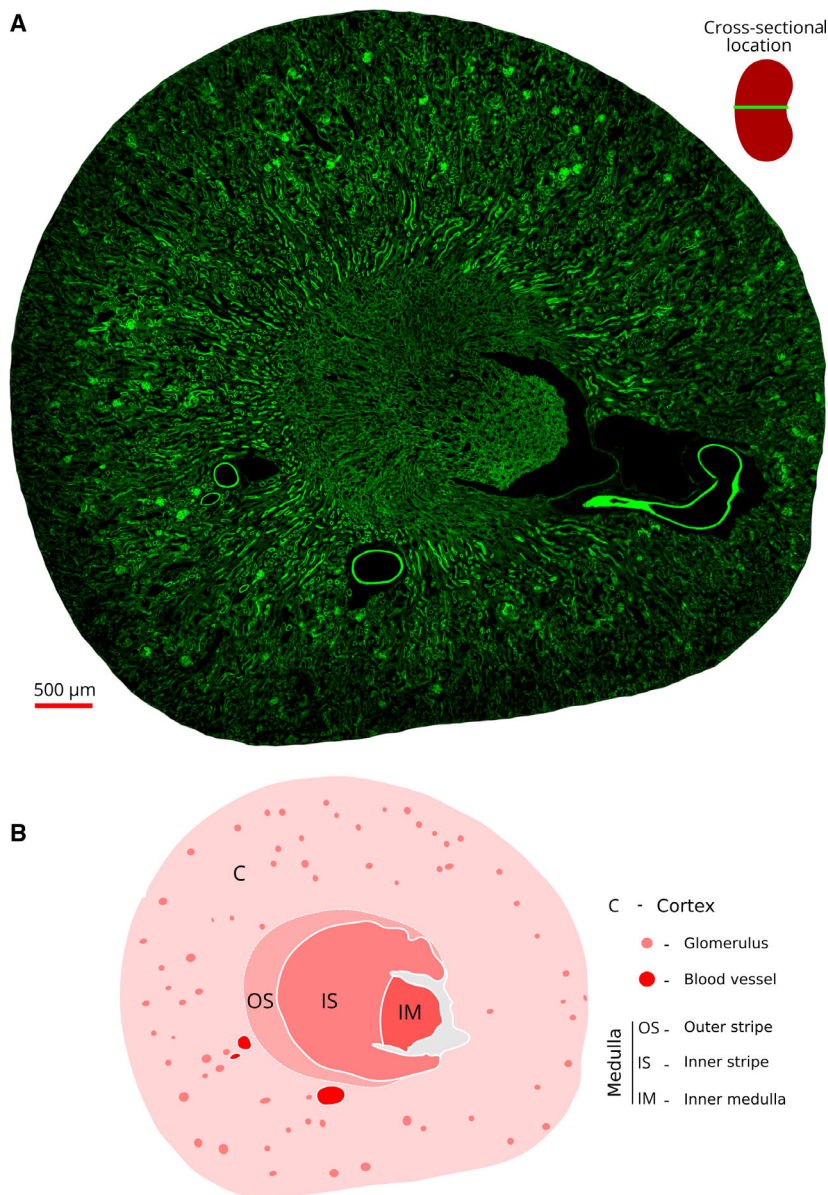 A
Cross-sectional
location
500 µm
B
C
OS
IS
IM
C - Cortex
- Glomerulus
- Blood vessel
Medulla
OS - Outer stripe
IS - Inner stripe
IM - Inner medulla